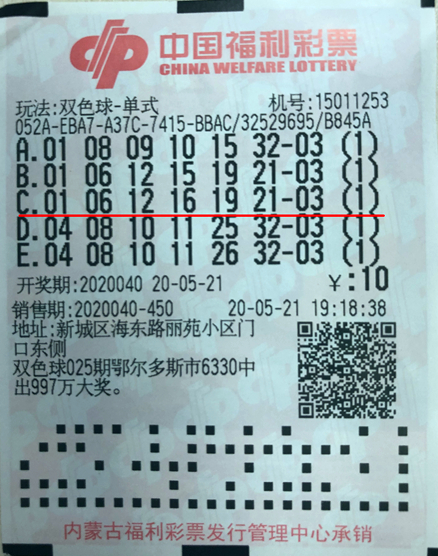 中国福利彩票
CHINA WELFARE LOTTERY
玩法:双色球-单式 机号:15011253
052A-EBA7-A37C-7415-BBAC/32529695/B845A
A.01 08 09 10 15 32-03 (1)
B.01 06 12 15 19 21-03 (1)
C.01 06 12 16 19 21-03 (1)
D.04 08 10 11 25 32-03 (1)
E.04 08 10 11 26 32-03 (1)
开奖期:2020040 20-05-21 ¥:10
销售期:2020040-450 20-05-21 19:18:38
地址:新城区海东路丽苑小区门
口东侧
双色球025期鄂尔多斯市6330中
出997万大奖。
内蒙古福利彩票发行管理中心承销